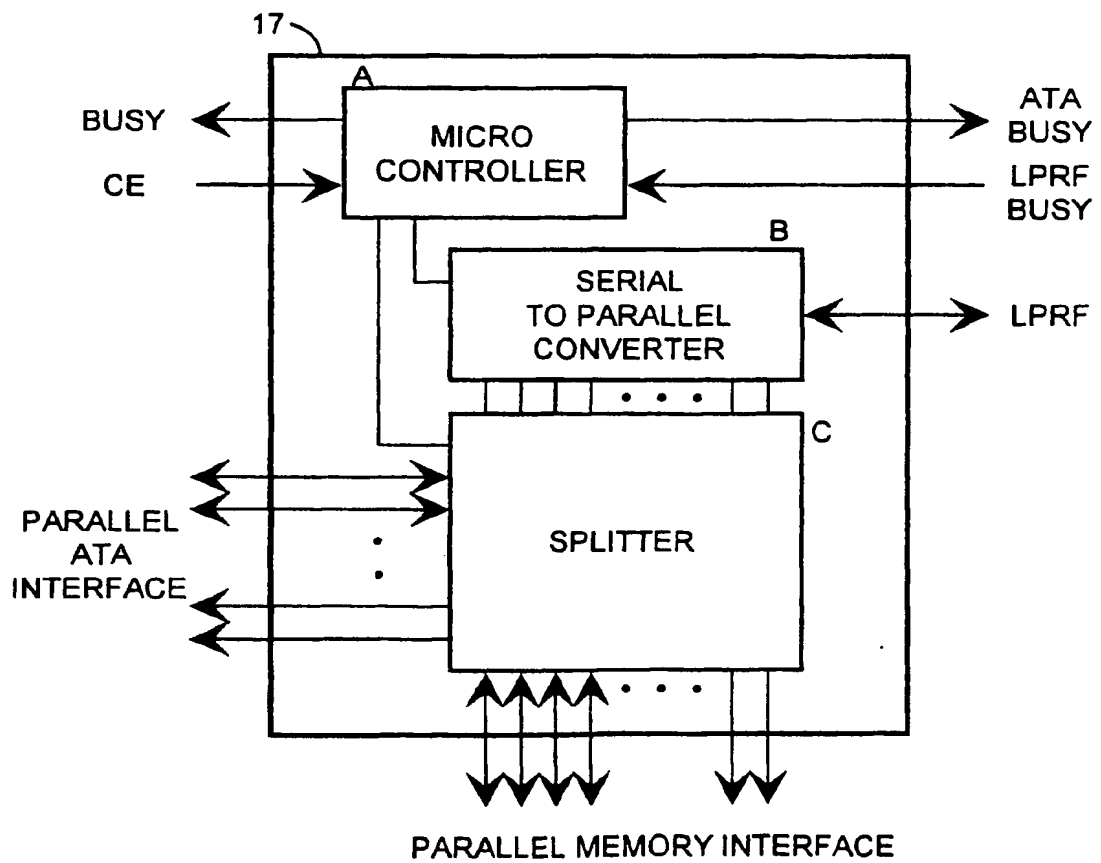 17
A
BUSY
MICRO
CONTROLLER
ATA
BUSY
CE
LPRF
BUSY
B
SERIAL
TO PARALLEL
CONVERTER
LPRF
C
SPLITTER
PARALLEL
ATA
INTERFACE
PARALLEL MEMORY INTERFACE